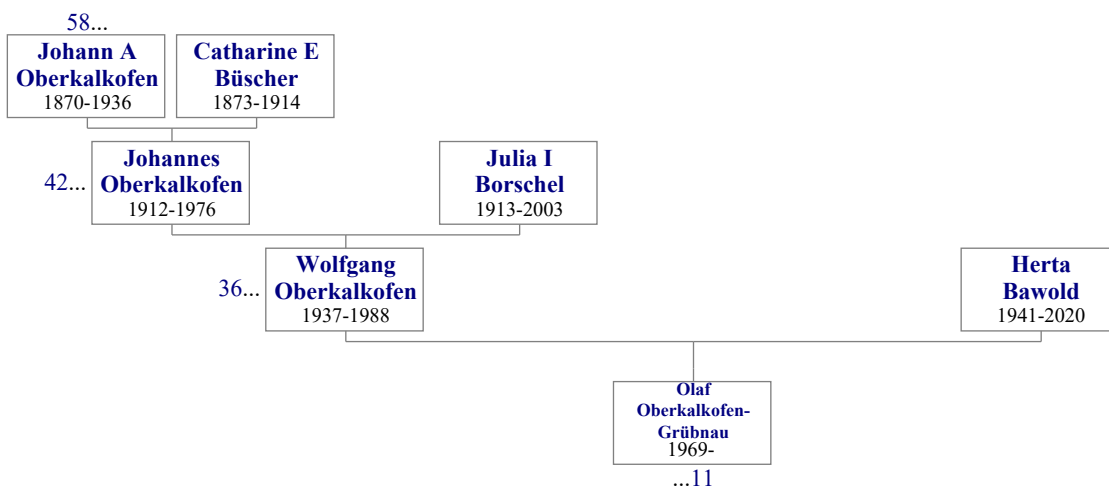 58...
Johann A
Oberkalkofen
1870-1936
Catharine E
Büscher
1873-1914
42...
Johannes
Oberkalkofen
1912-1976
Julia I
Borschel
1913-2003
36...
Wolfgang
Oberkalkofen
1937-1988
Herta
Bawold
1941-2020
Olaf
Oberkalkofen-
Grübnau
1969-
...11